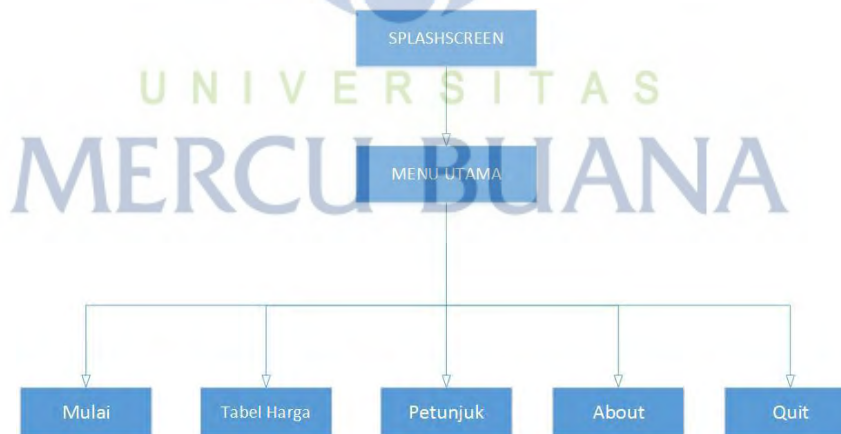 SPLASHSCREEN
UNIVERSITAS
MERCU BUANA
MENU UTAMA
Mulai
Tabel Harga
Petunjuk
About
Quit